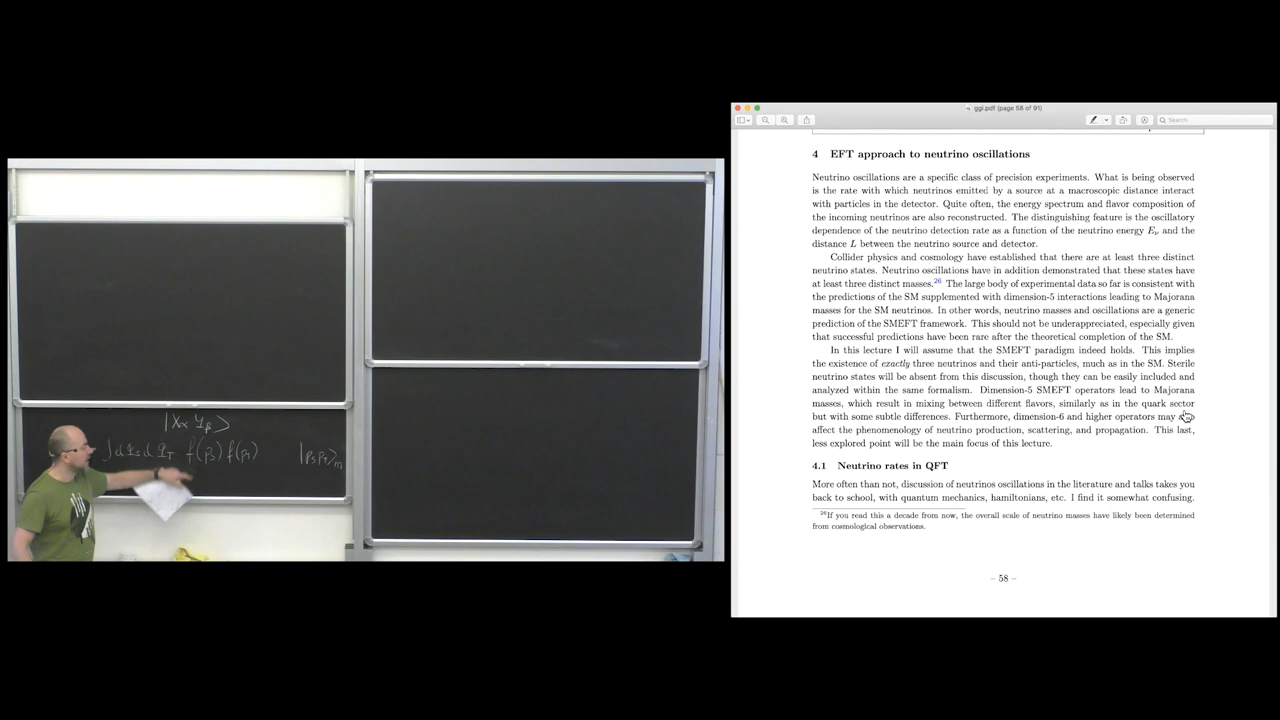 |Xα Yβ⟩
f(p⃗s) f(p⃗T)
ggi.pdf (page 58 of 91)
Search
4 EFT approach to neutrino oscillations
Neutrino oscillations are a specific class of precision experiments. What is being observed
is the rate with which neutrinos emitted by a source at a macroscopic distance interact
with particles in the detector. Quite often, the energy spectrum and flavor composition of
the incoming neutrinos are also reconstructed. The distinguishing feature is the oscillatory
dependence of the neutrino detection rate as a function of the neutrino energy Eν and the
distance L between the neutrino source and detector.
Collider physics and cosmology have established that there are at least three distinct
neutrino states. Neutrino oscillations have in addition demonstrated that these states have
at least three distinct masses.26 The large body of experimental data so far is consistent with
the predictions of the SM supplemented with dimension-5 interactions leading to Majorana
masses for the SM neutrinos. In other words, neutrino masses and oscillations are a generic
prediction of the SMEFT framework. This should not be underappreciated, especially given
that successful predictions have been rare after the theoretical completion of the SM.
In this lecture I will assume that the SMEFT paradigm indeed holds. This implies
the existence of exactly three neutrinos and their anti-particles, much as in the SM. Sterile
neutrino states will be absent from this discussion, though they can be easily included and
analyzed within the same formalism. Dimension-5 SMEFT operators lead to Majorana
masses, which result in mixing between different flavors, similarly as in the quark sector
but with some subtle differences. Furthermore, dimension-6 and higher operators may
affect the phenomenology of neutrino production, scattering, and propagation. This last,
less explored point will be the main focus of this lecture.
4.1 Neutrino rates in QFT
More often than not, discussion of neutrinos oscillations in the literature and talks takes you
back to school, with quantum mechanics, hamiltonians, etc. I find it somewhat confusing.
26If you read this a decade from now, the overall scale of neutrino masses have likely been determined
from cosmological observations.
– 58 –